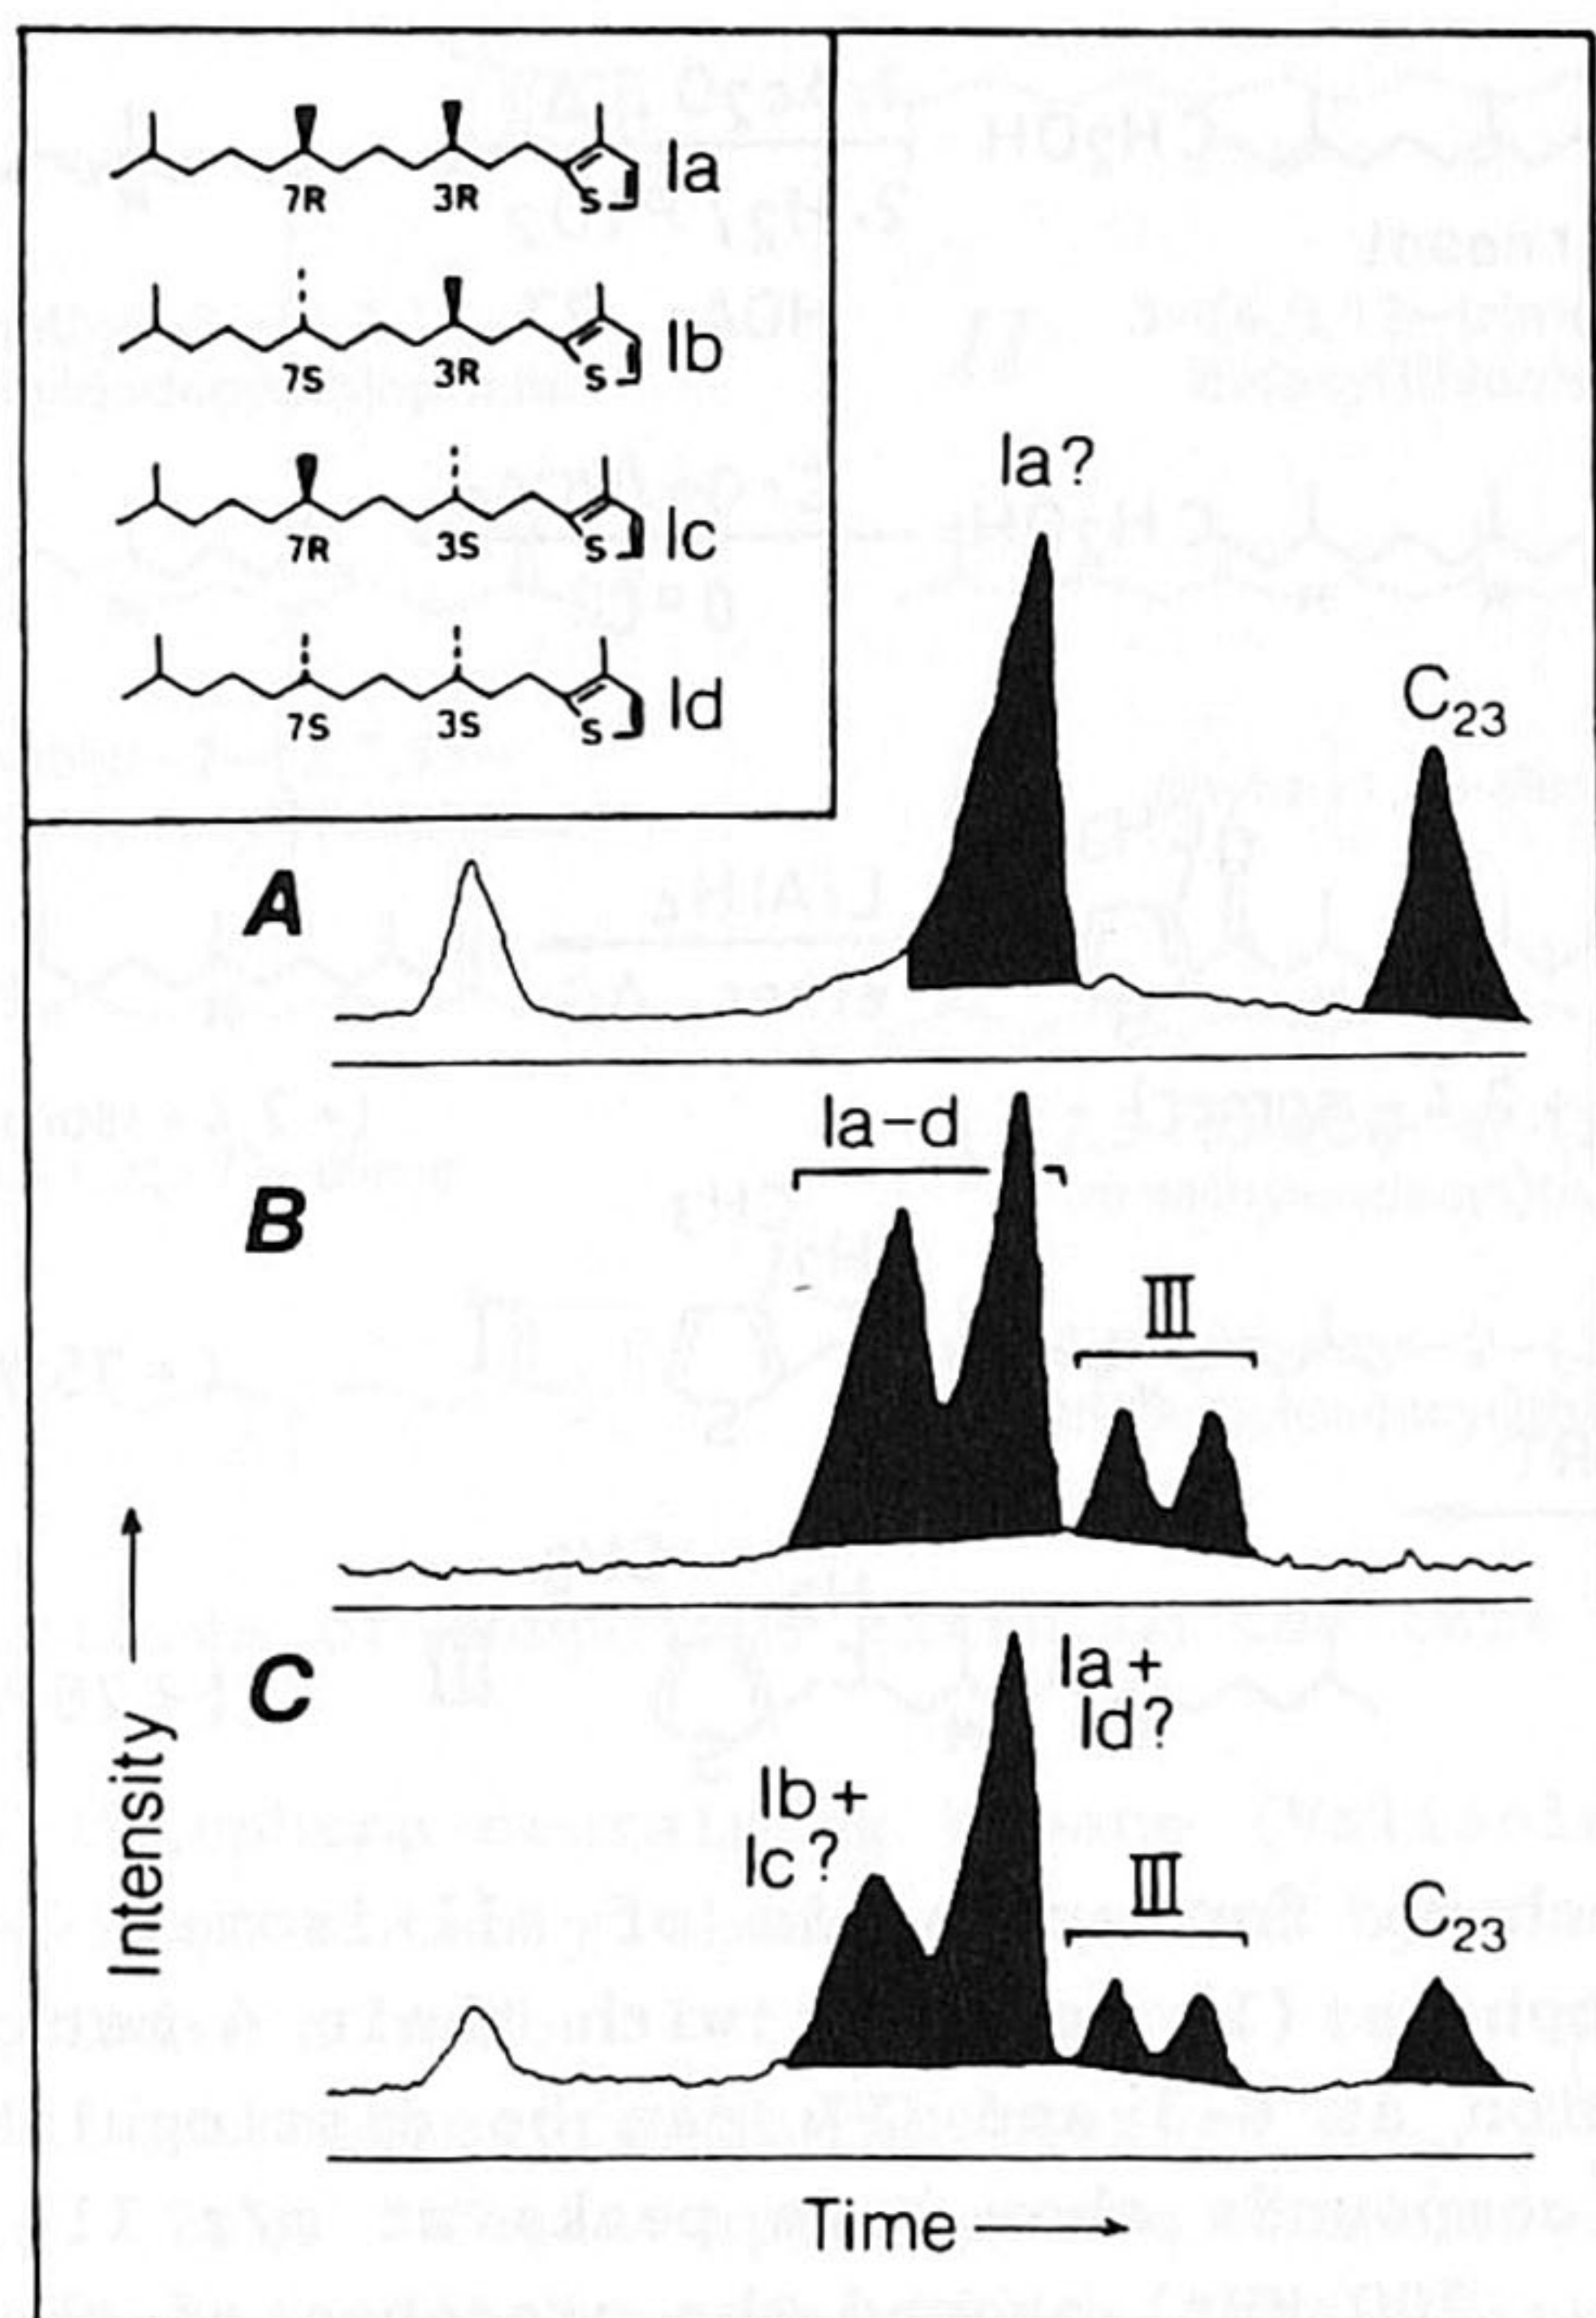 Ia
7R 3R S
Ib
7S 3R S
Ic
7R 3S S
Id
7S 3S S
Ia?
C23
A
Ia-d
B
III
C
Ia +
Id?
Ib +
Ic?
III
C23
Intensity
Time